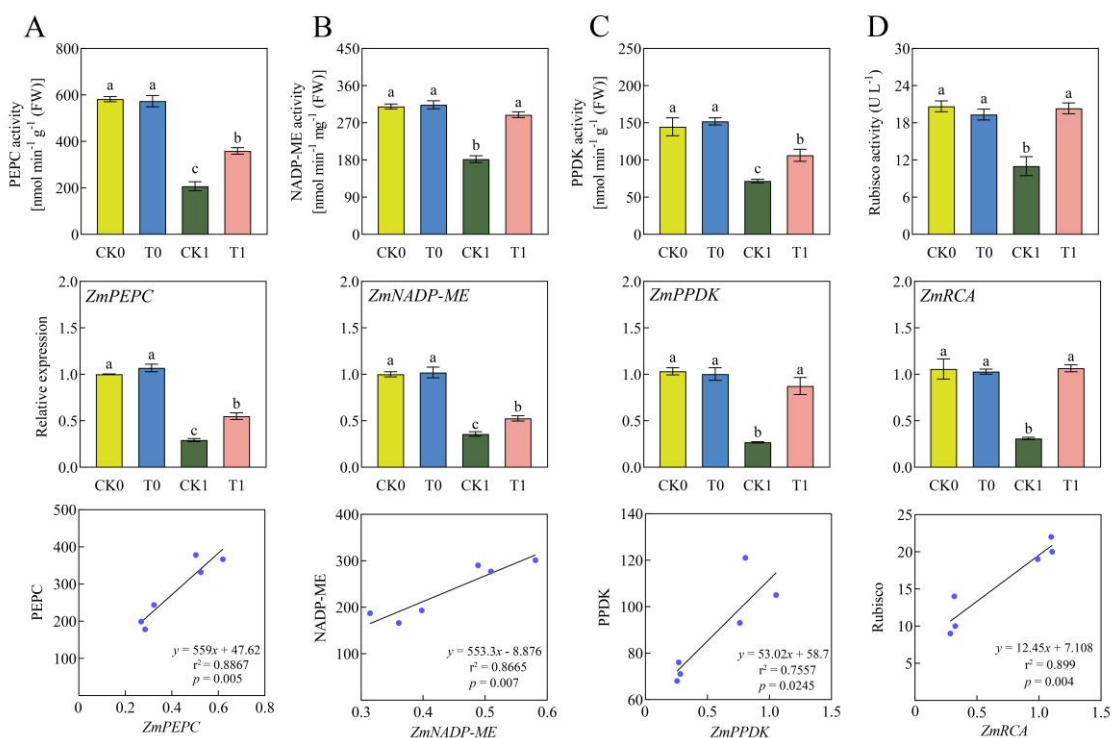 A
B
C
D
PEPC activity
[nmol min⁻¹ g⁻¹ (FW)]
800
600
400
200
0
a
a
c
b
CK0 T0 CK1 T1
NADP-ME activity
[nmol min⁻¹ mg⁻¹ (FW)]
450
360
270
180
90
0
a
a
b
a
CK0 T0 CK1 T1
PPDK activity
[nmol min⁻¹ g⁻¹ (FW)]
250
200
150
100
50
0
a
a
c
b
CK0 T0 CK1 T1
Rubisco activity (U L⁻¹)
30
24
18
12
6
0
a
a
b
a
CK0 T0 CK1 T1
Relative expression
2.0
1.5
1.0
0.5
0.0
ZmPEPC
a
a
c
b
CK0 T0 CK1 T1
2.0
1.5
1.0
0.5
0.0
ZmNADP-ME
a
a
c
b
CK0 T0 CK1 T1
2.0
1.5
1.0
0.5
0.0
ZmPPDK
a
a
b
a
CK0 T0 CK1 T1
2.0
1.5
1.0
0.5
0.0
ZmRCA
a
a
b
a
CK0 T0 CK1 T1
PEPC
500
400
300
200
100
y = 559x + 47.62
r² = 0.8867
p = 0.005
0.0 0.2 0.4 0.6 0.8
ZmPEPC
NADP-ME
400
300
200
100
y = 553.3x - 8.876
r² = 0.8665
p = 0.007
0.3 0.4 0.5 0.6
ZmNADP-ME
PPDK
140
120
100
80
60
y = 53.02x + 58.7
r² = 0.7557
p = 0.0245
0.0 0.5 1.0 1.5
ZmPPDK
Rubisco
25
20
15
10
5
y = 12.45x + 7.108
r² = 0.899
p = 0.004
0.0 0.5 1.0 1.5
ZmRCA